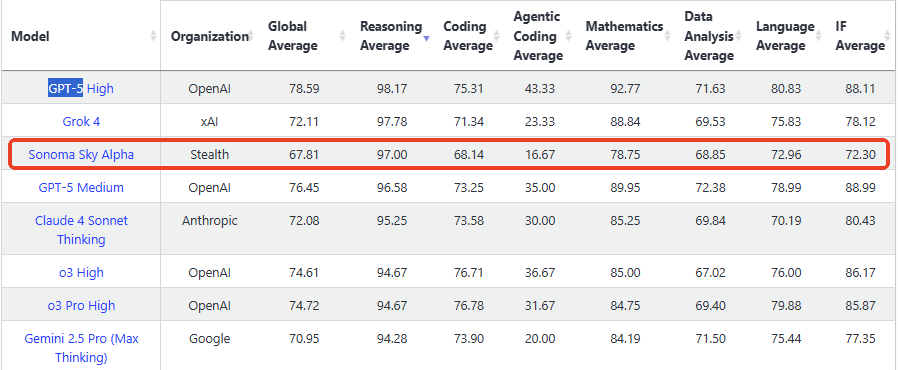 Model Organization Global Average Reasoning Average Coding Average Agentic Coding Average Mathematics Average Data Analysis Average Language Average IF Average
GPT-5 High OpenAI 78.59 98.17 75.31 43.33 92.77 71.63 80.83 88.11
Grok 4 xAI 72.11 97.78 71.34 23.33 88.84 69.53 75.83 78.12
Sonoma Sky Alpha Stealth 67.81 97.00 68.14 16.67 78.75 68.85 72.96 72.30
GPT-5 Medium OpenAI 76.45 96.58 73.25 35.00 89.95 72.38 78.99 88.99
Claude 4 Sonnet Thinking Anthropic 72.08 95.25 73.58 30.00 85.25 69.84 70.19 80.43
o3 High OpenAI 74.61 94.67 76.71 36.67 85.00 67.02 76.00 86.17
o3 Pro High OpenAI 74.72 94.67 76.78 31.67 84.75 69.40 79.88 85.87
Gemini 2.5 Pro (Max Thinking) Google 70.95 94.28 73.90 20.00 84.19 71.50 75.44 77.35